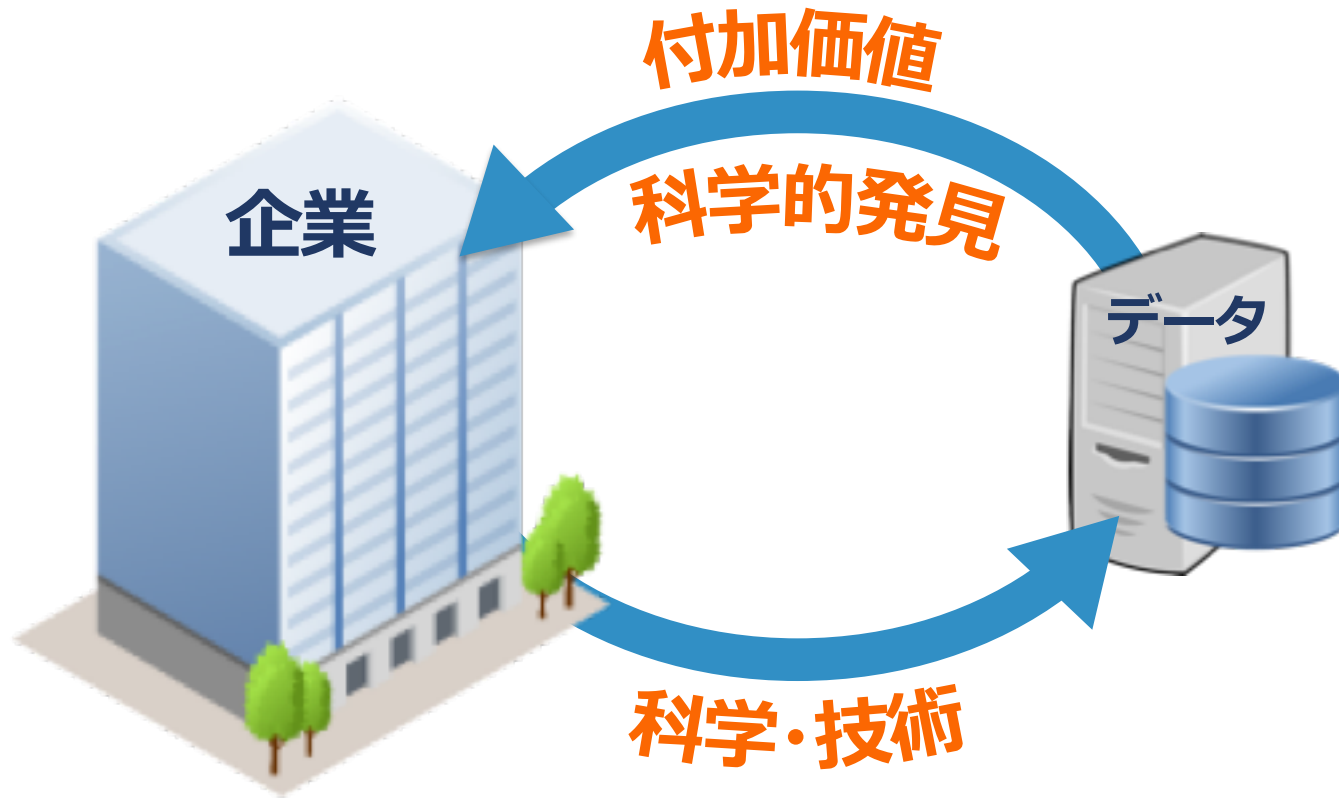 付加価値
科学的発見
企業
データ
科学・技術